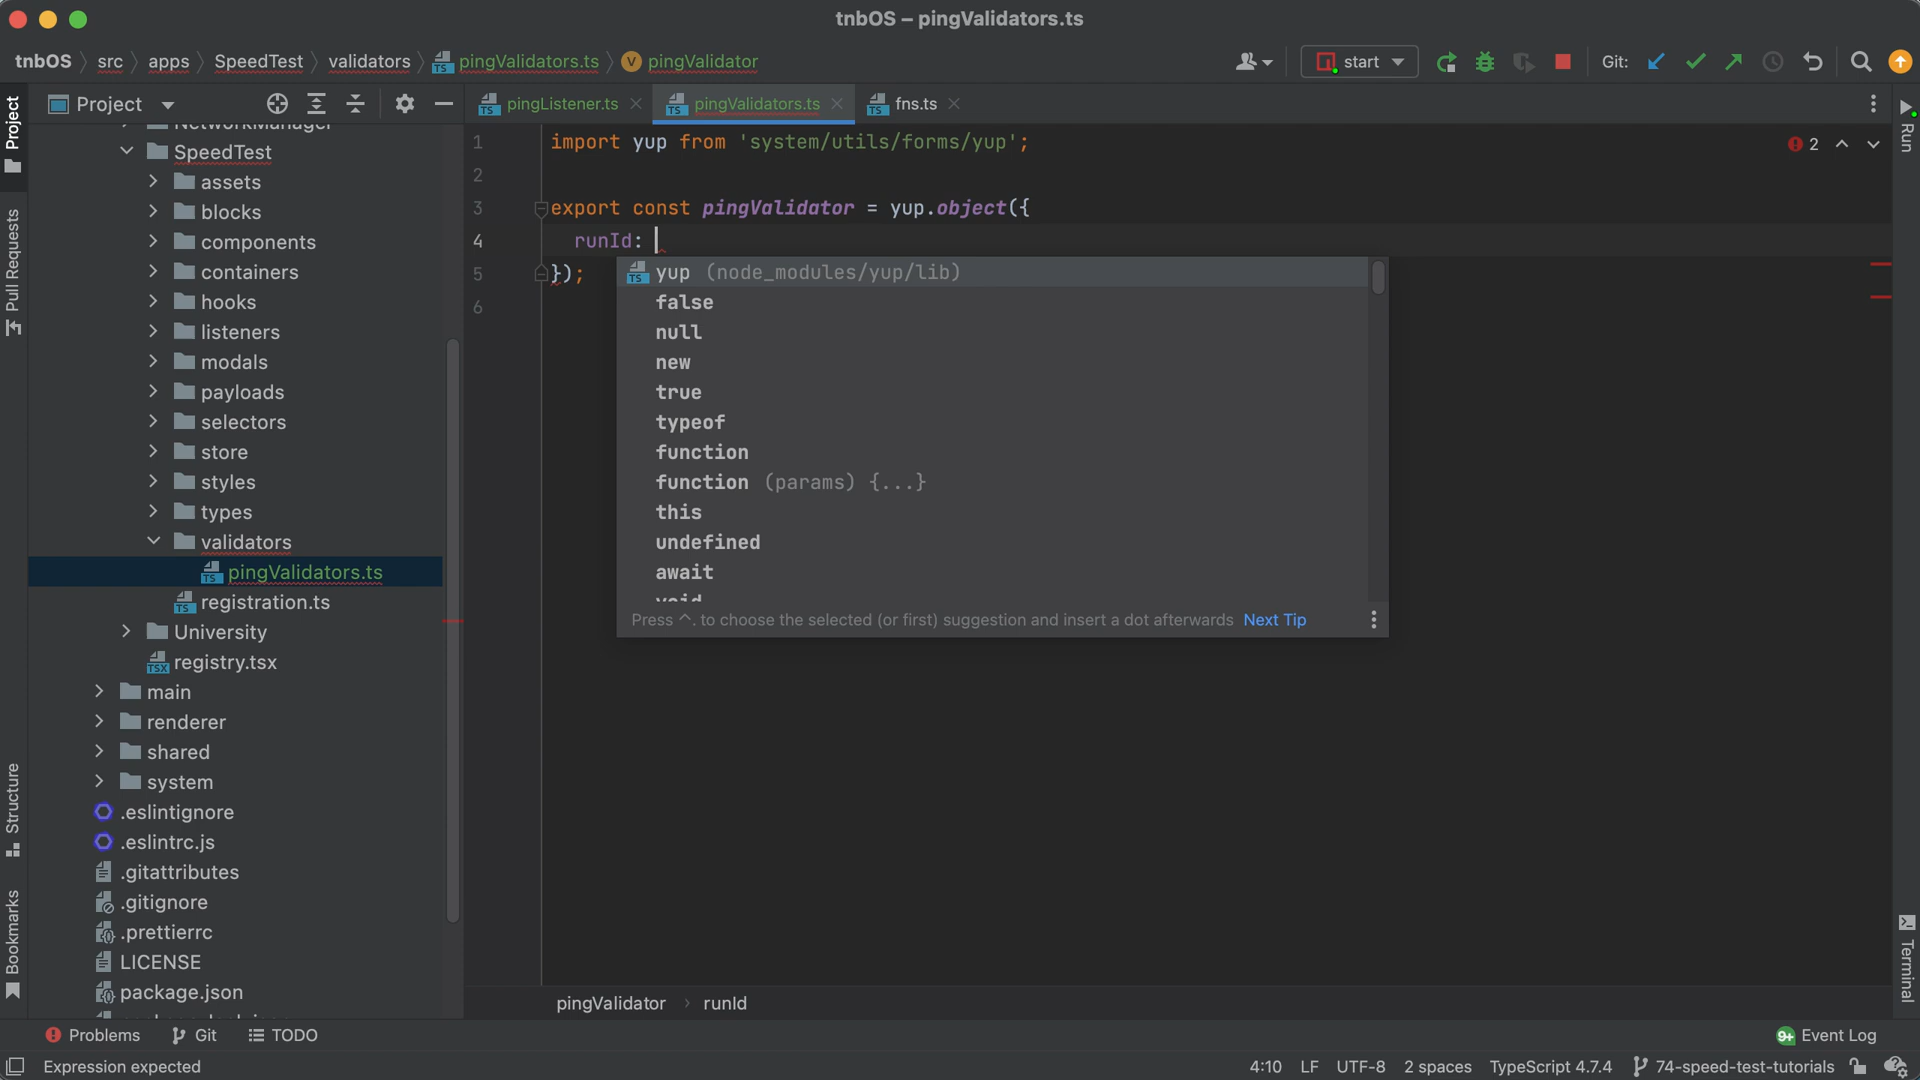 tnbOS – pingValidators.ts
tnbOS src apps SpeedTest validators pingValidators.ts pingValidator
start Git:
Project
pingListener.ts pingValidators.ts fns.ts
Project
Pull Requests
Structure
Bookmarks
NetworkManager
SpeedTest
assets
blocks
components
containers
hooks
listeners
modals
payloads
selectors
store
styles
types
validators
pingValidators.ts
registration.ts
University
registry.tsx
main
renderer
shared
system
.eslintignore
.eslintrc.js
.gitattributes
.gitignore
.prettierrc
LICENSE
package.json
1 import yup from 'system/utils/forms/yup';
2
3 export const pingValidator = yup.object({
4 runId:
5 });
6
2
yup (node_modules/yup/lib)
false
null
new
true
typeof
function
function (params) {...}
this
undefined
await
void
Press ^. to choose the selected (or first) suggestion and insert a dot afterwards Next Tip
Run
Terminal
pingValidator runId
Problems Git TODO
9+ Event Log
Expression expected
4:10 LF UTF-8 2 spaces TypeScript 4.7.4 74-speed-test-tutorials